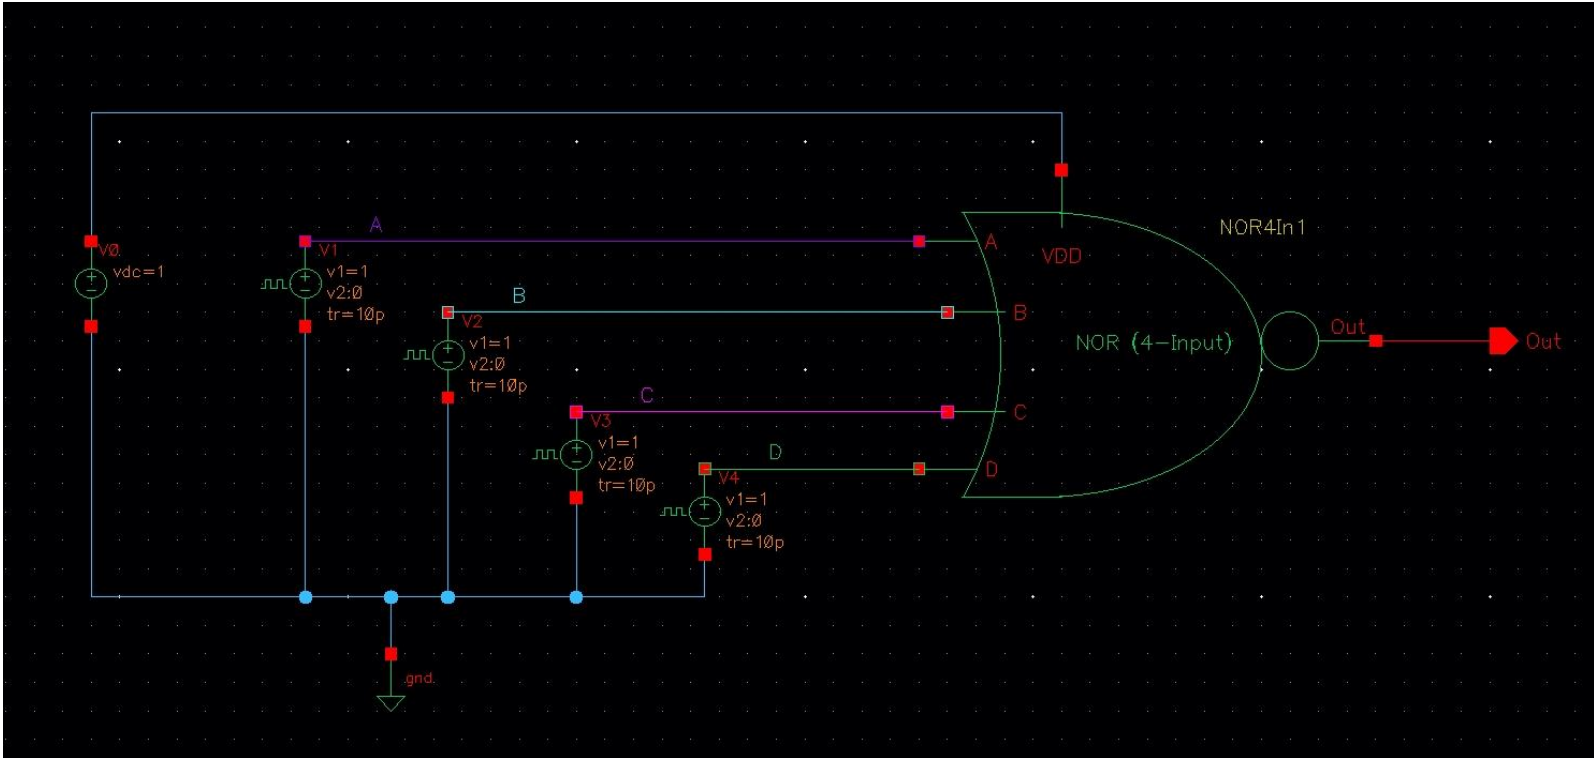 A
NOR4In1
V0
vdc=1
V1
v1=1
v2:0
tr=10p
A
VDD
B
V2
v1=1
v2:0
tr=10p
B
NOR (4-Input)
Out
Out
C
V3
v1=1
v2:0
tr=10p
C
D
V4
v1=1
v2:0
tr=10p
D
gnd